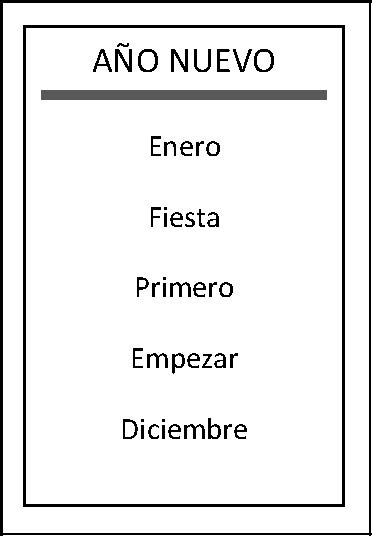 AÑO NUEVO
Enero
Fiesta
Primero
Empezar
Diciembre